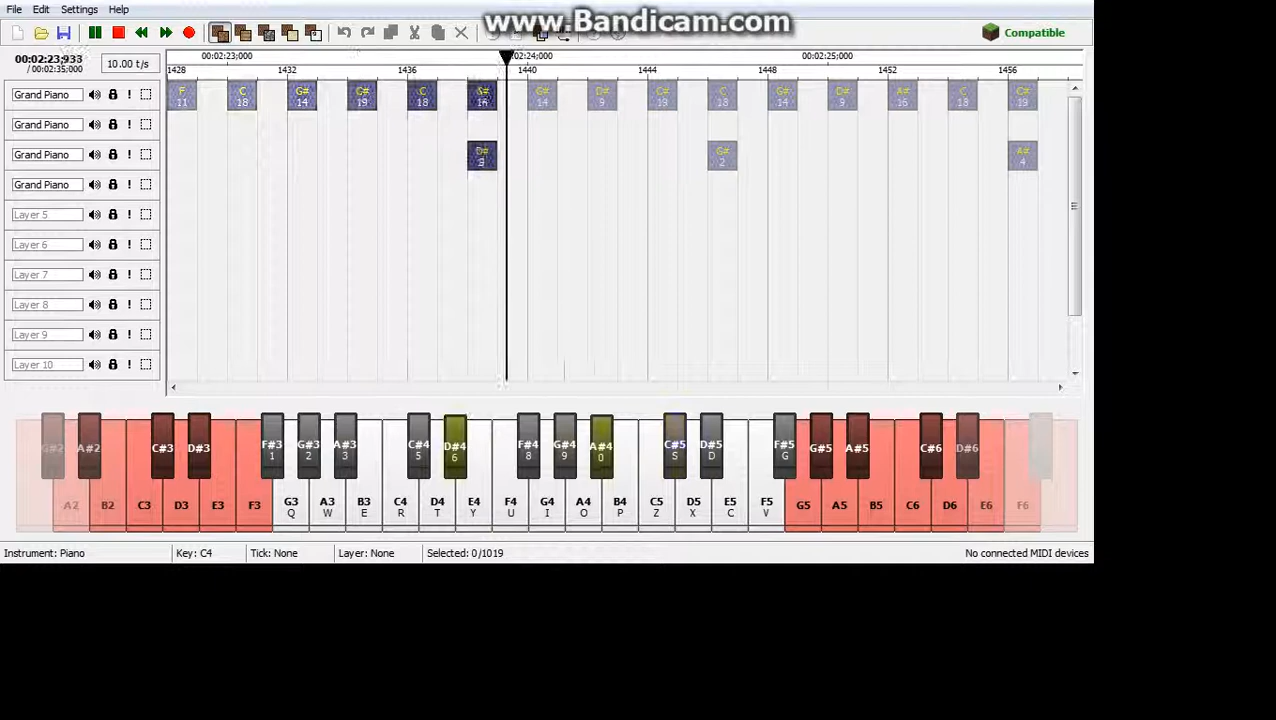 www.Bandicam.com
File Edit Settings Help
Compatible
00:02:23;933
/ 00:02:35;000
10.00 t/s
00:02:23;000 02:24;000 00:02:25;000
1428 1432 1436 1440 1444 1448 1452 1456
Grand Piano
F C G# C# C G# D# C# C G# D# A# C C#
11 18 14 19 18 16 14 9 19 18 14 9 16 18 19
Grand Piano
Grand Piano
D# G# A#
2 4
Grand Piano
Layer 5
Layer 6
Layer 7
Layer 8
Layer 9
Layer 10
G#2 A#2 C#3 D#3 F#3 G#3 A#3 C#4 D#4 F#4 G#4 A#4 C#5 D#5 F#5 G#5 A#5 C#6 D#6
1 2 3 5 6 8 9 0 S D G
A2 B2 C3 D3 E3 F3 G3 A3 B3 C4 D4 E4 F4 G4 A4 B4 C5 D5 E5 F5 G5 A5 B5 C6 D6 E6 F6
Q W E R T Y U I O P Z X C V
Instrument: Piano Key: C4 Tick: None Layer: None Selected: 0/1019 No connected MIDI devices